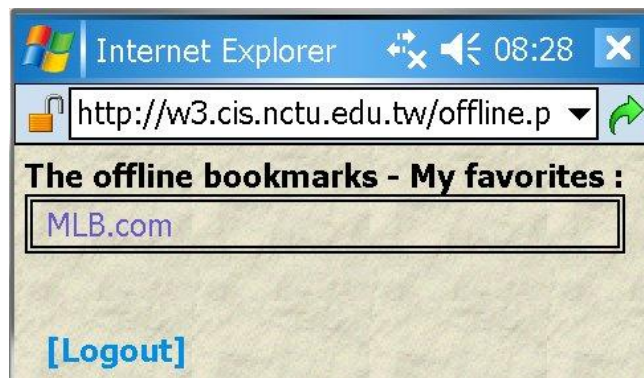 Internet Explorer 08:28
http://w3.cis.nctu.edu.tw/offline.p
The offline bookmarks - My favorites :
MLB.com
[Logout]